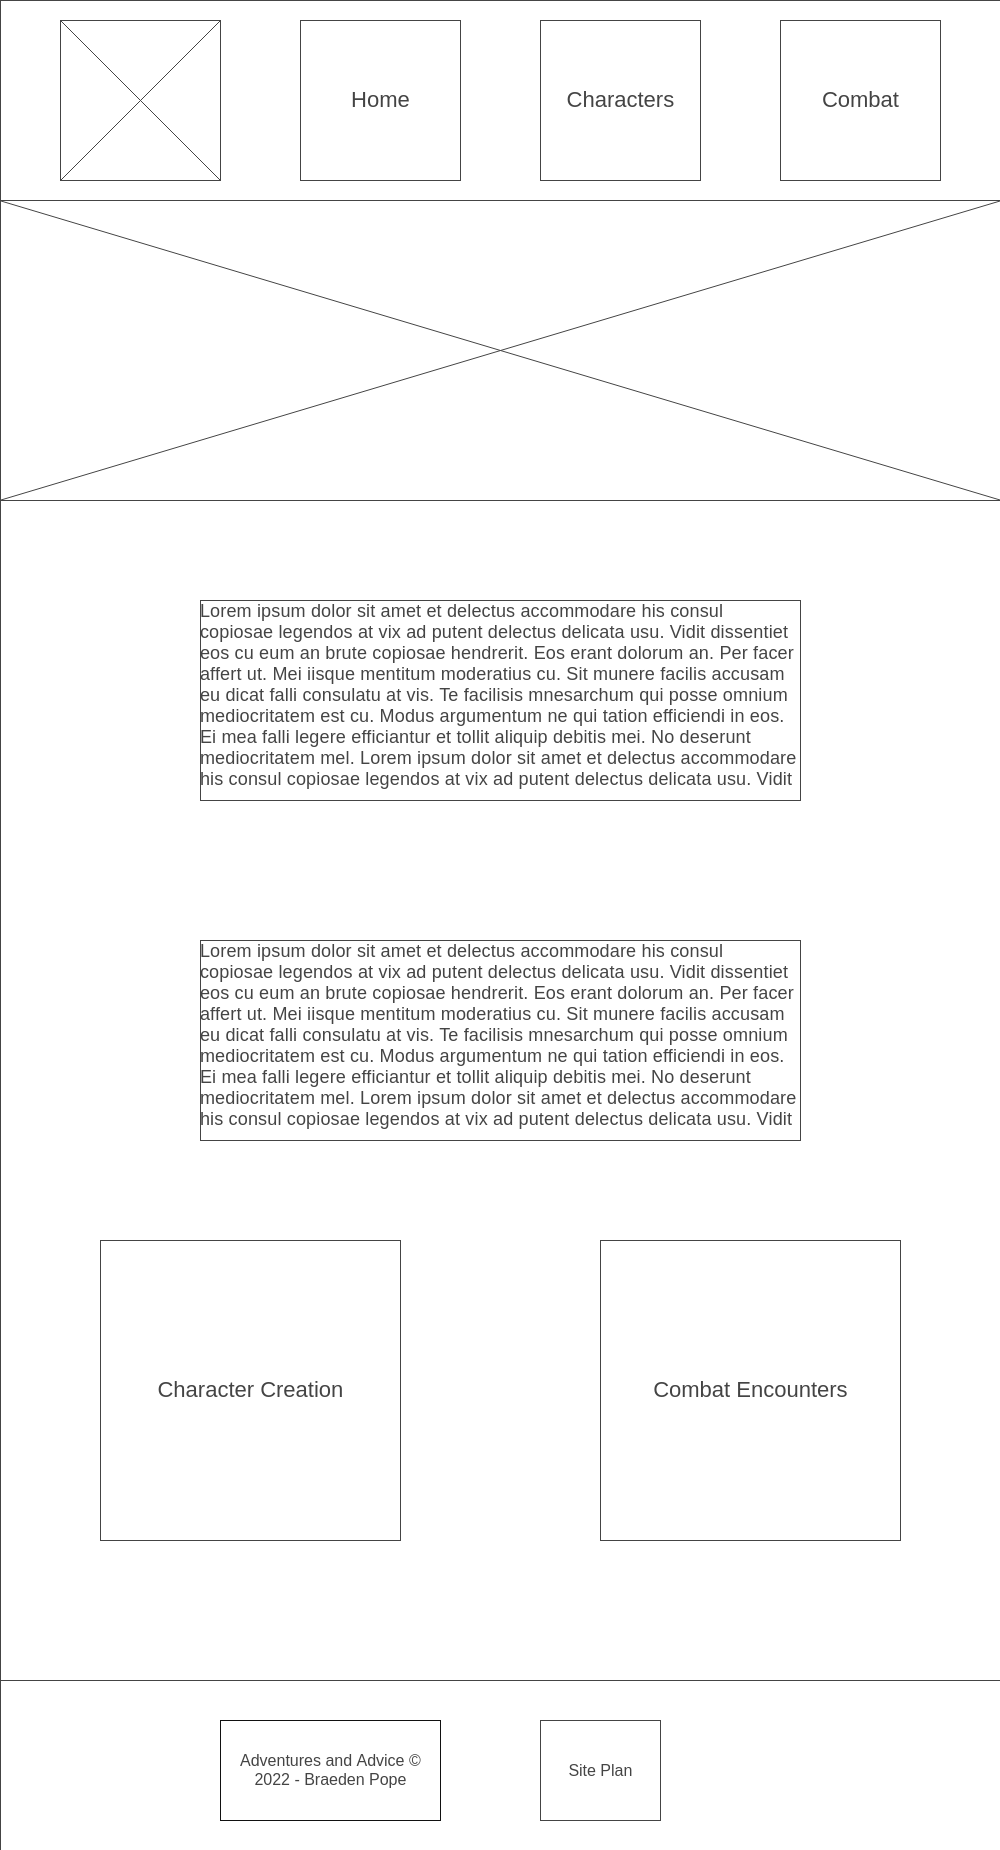 Home
Characters
Combat
Lorem ipsum dolor sit amet et delectus accommodare his consul
copiosae legendos at vix ad putent delectus delicata usu. Vidit dissentiet
eos cu eum an brute copiosae hendrerit. Eos erant dolorum an. Per facer
affert ut. Mei iisque mentitum moderatius cu. Sit munere facilis accusam
eu dicat falli consulatu at vis. Te facilisis mnesarchum qui posse omnium
mediocritatem est cu. Modus argumentum ne qui tation efficiendi in eos.
Ei mea falli legere efficiantur et tollit aliquip debitis mei. No deserunt
mediocritatem mel. Lorem ipsum dolor sit amet et delectus accommodare
his consul copiosae legendos at vix ad putent delectus delicata usu. Vidit
Lorem ipsum dolor sit amet et delectus accommodare his consul
copiosae legendos at vix ad putent delectus delicata usu. Vidit dissentiet
eos cu eum an brute copiosae hendrerit. Eos erant dolorum an. Per facer
affert ut. Mei iisque mentitum moderatius cu. Sit munere facilis accusam
eu dicat falli consulatu at vis. Te facilisis mnesarchum qui posse omnium
mediocritatem est cu. Modus argumentum ne qui tation efficiendi in eos.
Ei mea falli legere efficiantur et tollit aliquip debitis mei. No deserunt
mediocritatem mel. Lorem ipsum dolor sit amet et delectus accommodare
his consul copiosae legendos at vix ad putent delectus delicata usu. Vidit
Character Creation
Combat Encounters
Adventures and Advice ©
2022 - Braeden Pope
Site Plan